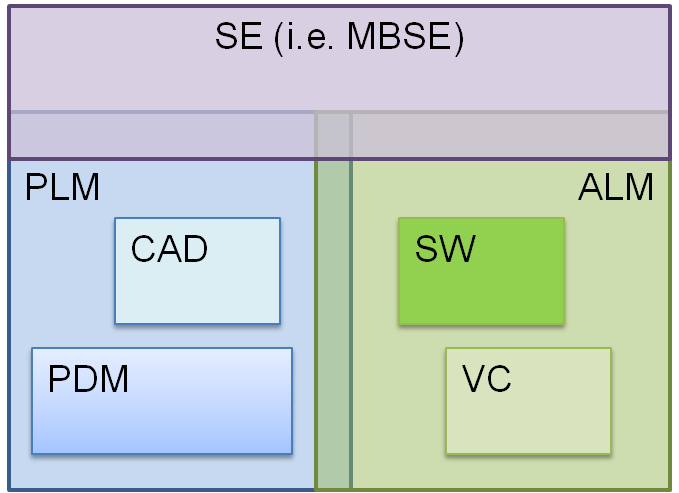 SE (i.e. MBSE)
PLM
ALM
CAD
SW
PDM
VC